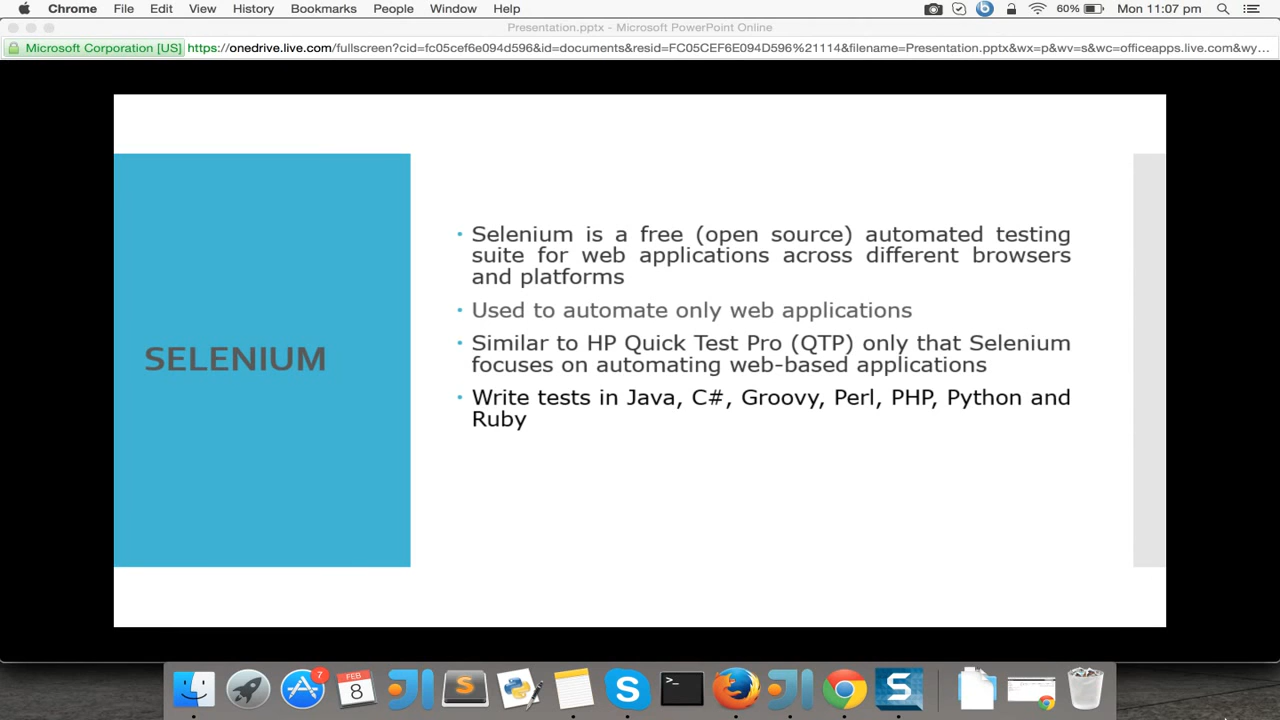 Chrome File Edit View History Bookmarks People Window Help 60% Mon 11:07 pm
Presentation.pptx - Microsoft PowerPoint Online
Microsoft Corporation [US] https://onedrive.live.com/fullscreen?cid=fc05cef6e094d596&id=documents&resid=FC05CEF6E094D596%21114&filename=Presentation.pptx&wx=p&wv=s&wc=officeapps.live.com&wy...
SELENIUM
• Selenium is a free (open source) automated testing
suite for web applications across different browsers
and platforms
• Used to automate only web applications
• Similar to HP Quick Test Pro (QTP) only that Selenium
focuses on automating web-based applications
• Write tests in Java, C#, Groovy, Perl, PHP, Python and
Ruby
7
FEB
8